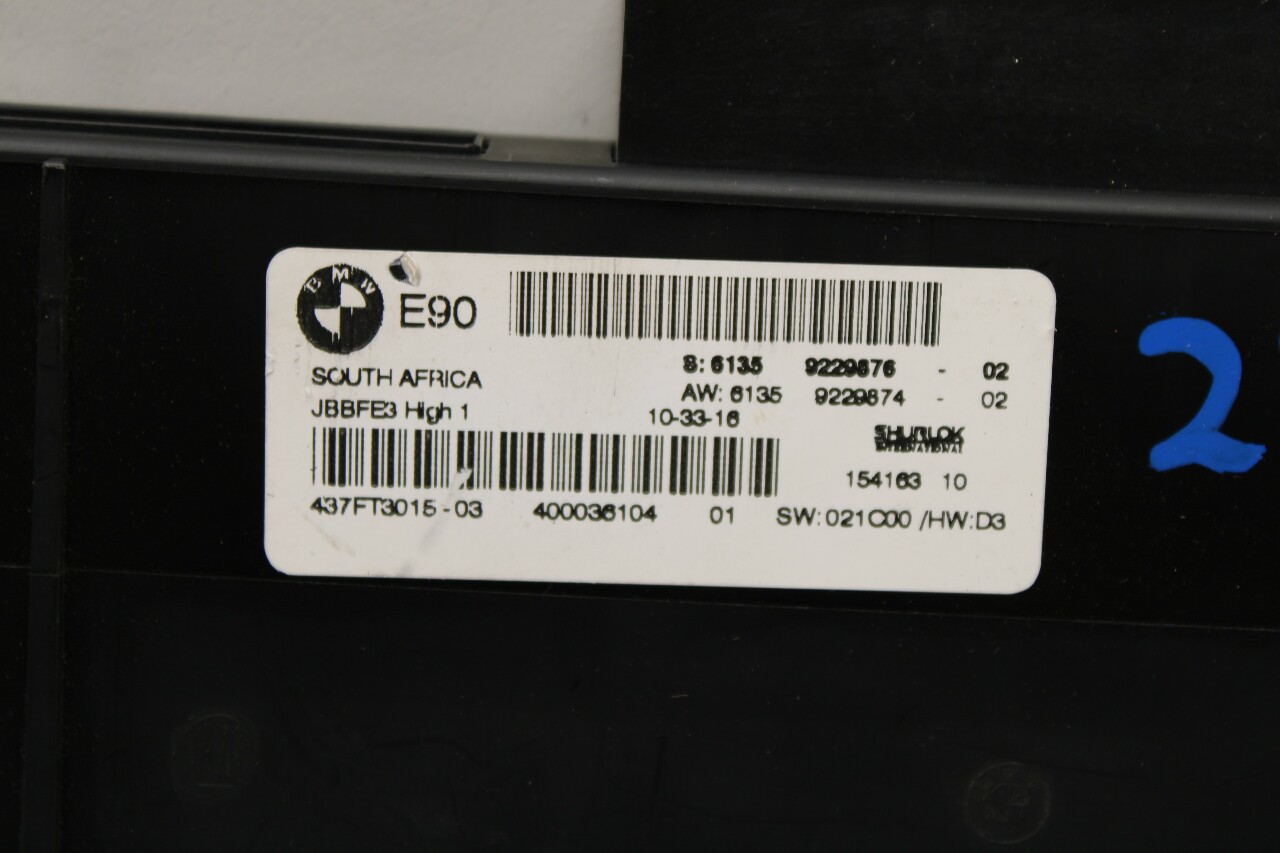 BMW E90
SOUTH AFRICA
S: 6135 9229876 - 02
AW: 6135 9229874 - 02
JBBFE3 High 1 10-33-16
SHURLOK
INTERNATIONAL
154163 10
437FT3015-03 400036104 01 SW:021C00 /HW:D3
2